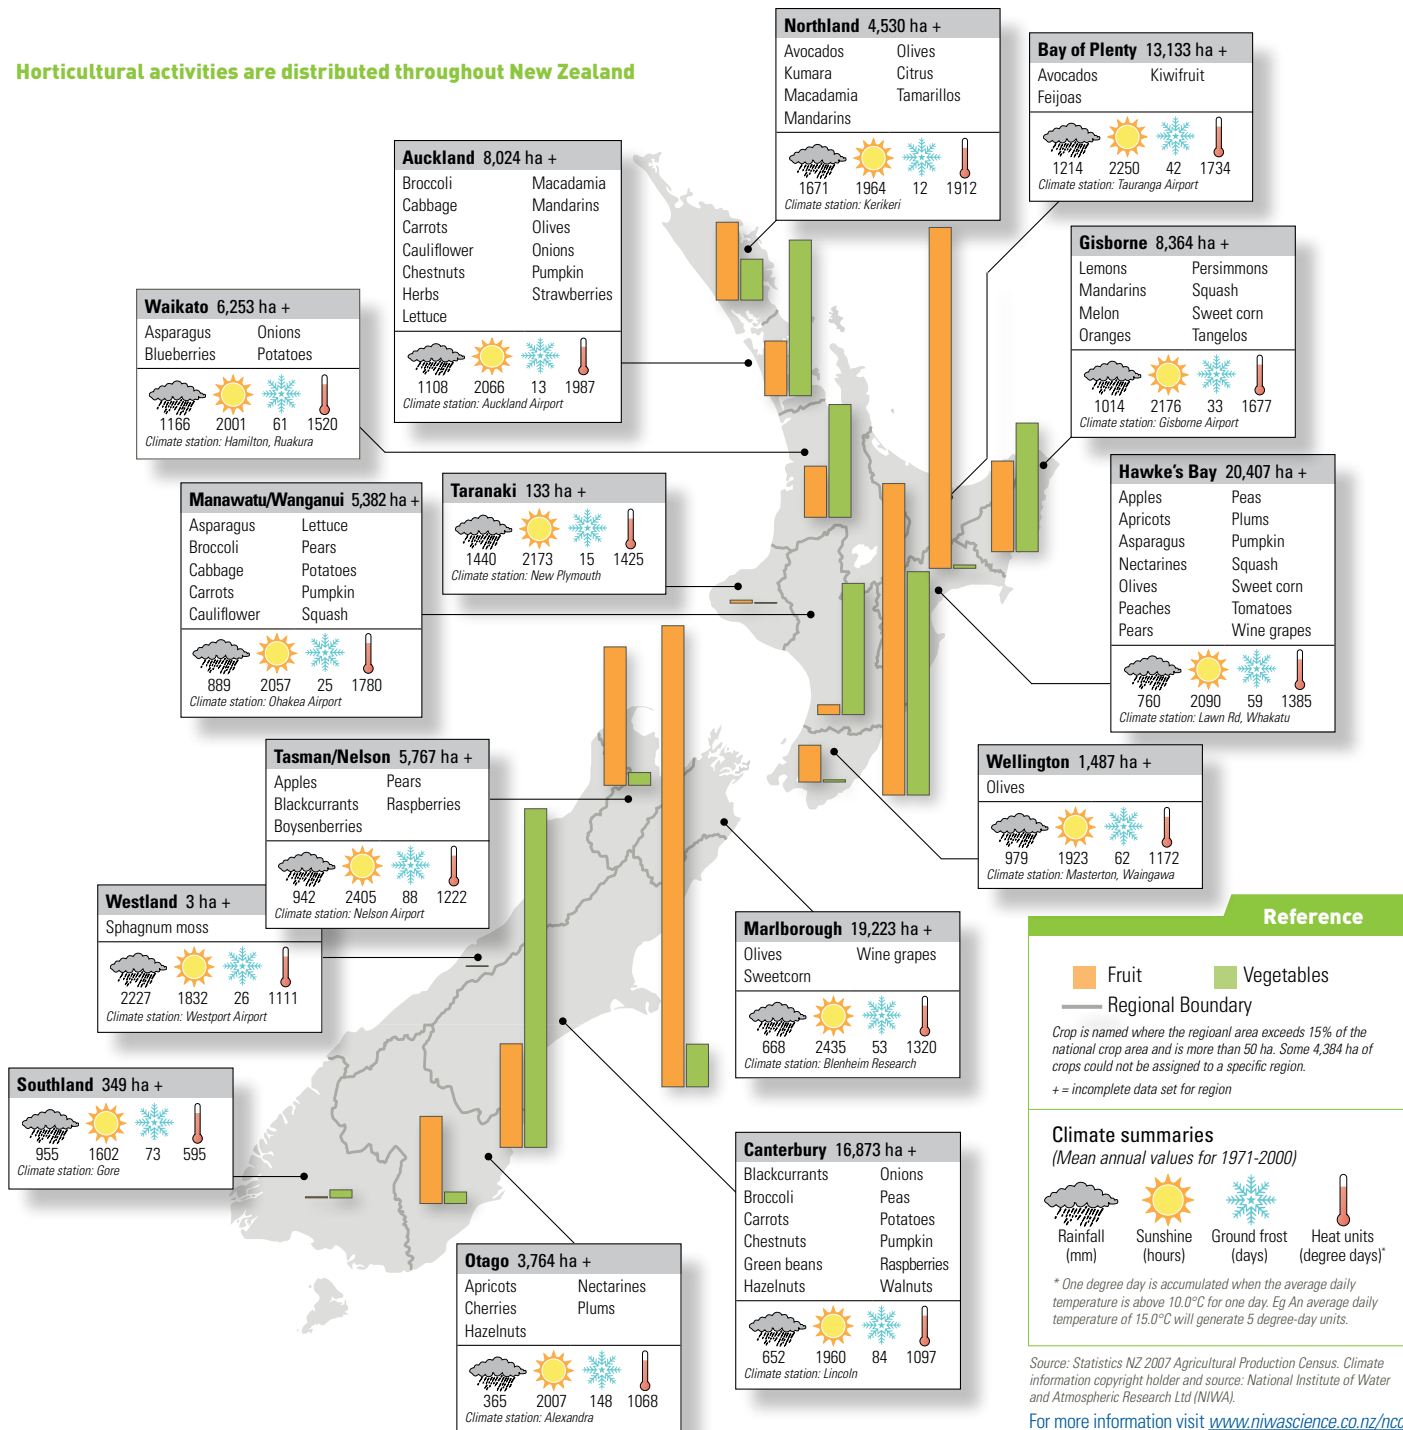 Horticultural activities are distributed throughout New Zealand
Northland 4,530 ha +
Avocados Olives
Kumara Citrus
Macadamia Tamarillos
Mandarins
1671 1964 12 1912
Climate station: Kerikeri
Bay of Plenty 13,133 ha +
Avocados Kiwifruit
Feijoas
1214 2250 42 1734
Climate station: Tauranga Airport
Auckland 8,024 ha +
Broccoli Macadamia
Cabbage Mandarins
Carrots Olives
Cauliflower Onions
Chestnuts Pumpkin
Herbs Strawberries
Lettuce
1108 2066 13 1987
Climate station: Auckland Airport
Gisborne 8,364 ha +
Lemons Persimmons
Mandarins Squash
Melon Sweet corn
Oranges Tangelos
1014 2176 33 1677
Climate station: Gisborne Airport
Waikato 6,253 ha +
Asparagus Onions
Blueberries Potatoes
1166 2001 61 1520
Climate station: Hamilton, Ruakura
Hawke's Bay 20,407 ha +
Apples Peas
Apricots Plums
Asparagus Pumpkin
Nectarines Squash
Olives Sweet corn
Peaches Tomatoes
Pears Wine grapes
760 2090 59 1385
Climate station: Lawn Rd, Whakatu
Taranaki 133 ha +
1440 2173 15 1425
Climate station: New Plymouth
Manawatu/Wanganui 5,382 ha +
Asparagus Lettuce
Broccoli Pears
Cabbage Potatoes
Carrots Pumpkin
Cauliflower Squash
889 2057 25 1780
Climate station: Ohakea Airport
Tasman/Nelson 5,767 ha +
Apples Pears
Blackcurrants Raspberries
Boysenberries
942 2405 88 1222
Climate station: Nelson Airport
Wellington 1,487 ha +
Olives
979 1923 62 1172
Climate station: Masterton, Waingawa
Westland 3 ha +
Sphagnum moss
2227 1832 26 1111
Climate station: Westport Airport
Marlborough 19,223 ha +
Olives Wine grapes
Sweetcorn
668 2435 53 1320
Climate station: Blenheim Research
Southland 349 ha +
955 1602 73 595
Climate station: Gore
Canterbury 16,873 ha +
Blackcurrants Onions
Broccoli Peas
Carrots Potatoes
Chestnuts Pumpkin
Green beans Raspberries
Hazelnuts Walnuts
652 1960 84 1097
Climate station: Lincoln
Otago 3,764 ha +
Apricots Nectarines
Cherries Plums
Hazelnuts
365 2007 148 1068
Climate station: Alexandra
Reference
Fruit Vegetables
Regional Boundary
Crop is named where the regioanl area exceeds 15% of the
national crop area and is more than 50 ha. Some 4,384 ha of
crops could not be assigned to a specific region.
+ = incomplete data set for region
Climate summaries
(Mean annual values for 1971-2000)
Rainfall Sunshine Ground frost Heat units
(mm) (hours) (days) (degree days)*
* One degree day is accumulated when the average daily
temperature is above 10.0°C for one day. Eg An average daily
temperature of 15.0°C will generate 5 degree-day units.
Source: Statistics NZ 2007 Agricultural Production Census. Climate
information copyright holder and source: National Institute of Water
and Atmospheric Research Ltd (NIWA).
For more information visit www.niwascience.co.nz/ncc